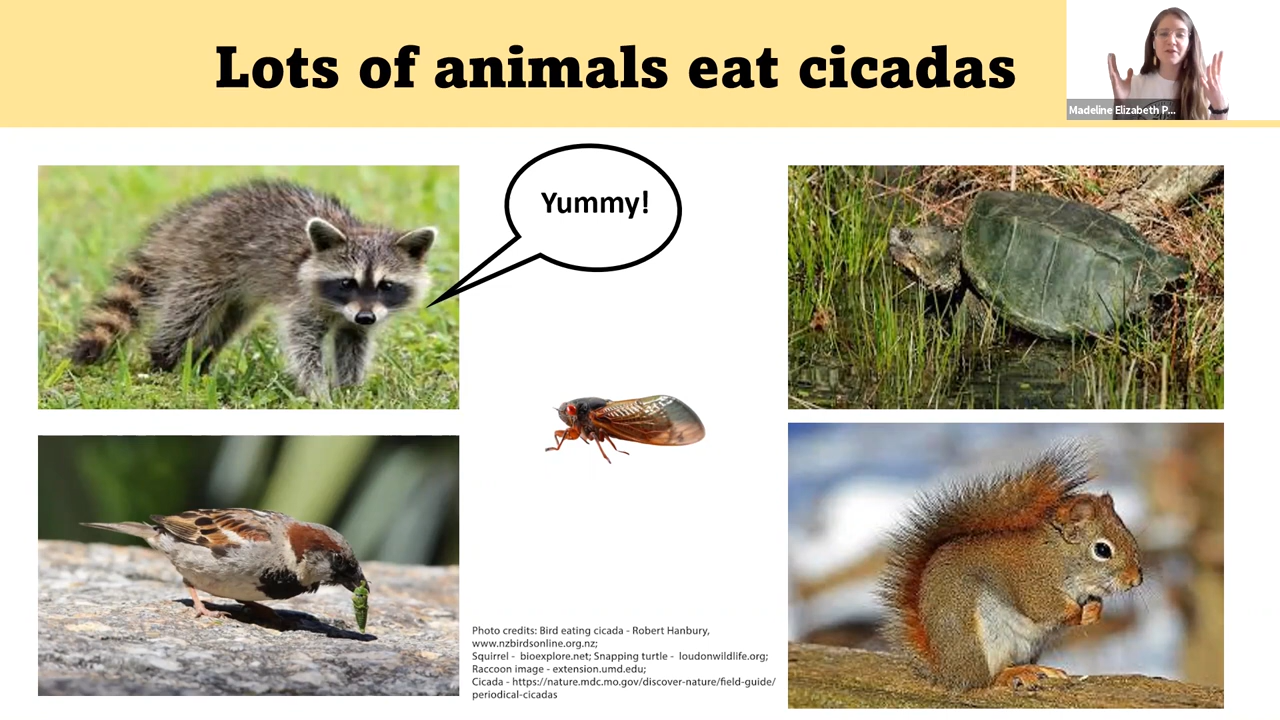 Lots of animals eat cicadas
Madeline Elizabeth P...
Yummy!
Photo credits: Bird eating cicada - Robert Hanbury,
www.nzbirdsonline.org.nz;
Squirrel - bioexplore.net; Snapping turtle - loudonwildlife.org;
Raccoon image - extension.umd.edu;
Cicada - https://nature.mdc.mo.gov/discover-nature/field-guide/
periodical-cicadas